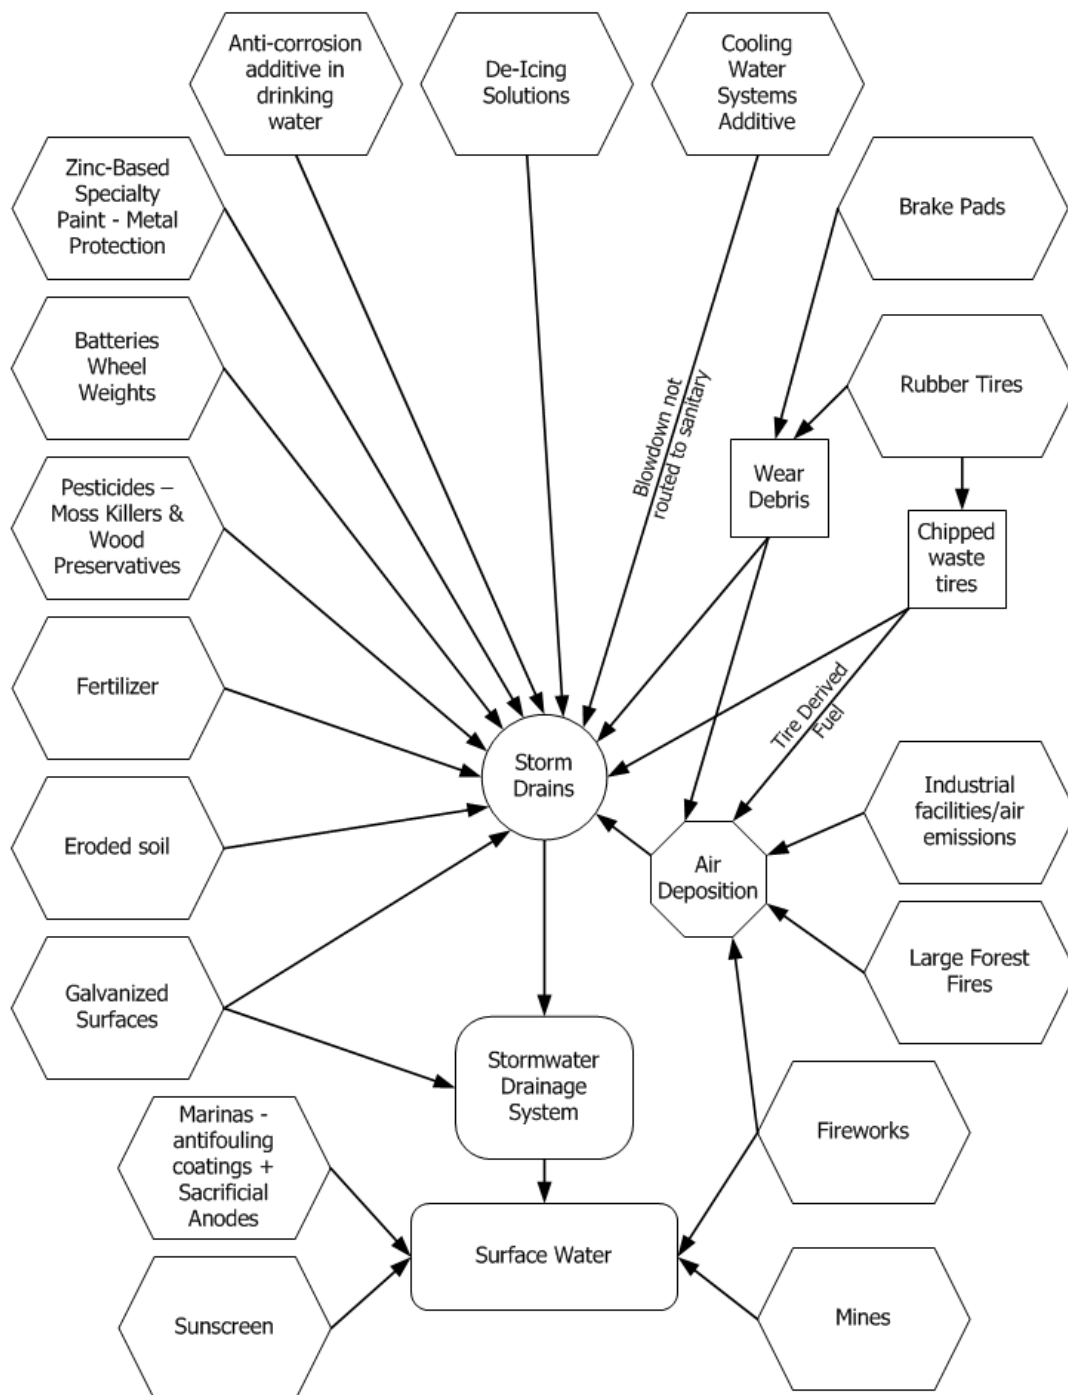 Anti-corrosion
additive in
drinking
water
De-Icing
Solutions
Cooling
Water
Systems
Additive
Zinc-Based
Specialty
Paint - Metal
Protection
Brake Pads
Batteries
Wheel
Weights
Rubber Tires
Blowdown not
routed to sanitary
Wear
Debris
Pesticides –
Moss Killers &
Wood
Preservatives
Chipped
waste
tires
Fertilizer
Tire Derived
Fuel
Storm
Drains
Industrial
facilities/air
emissions
Eroded soil
Air
Deposition
Large Forest
Fires
Galvanized
Surfaces
Stormwater
Drainage
System
Fireworks
Marinas -
antifouling
coatings +
Sacrificial
Anodes
Surface Water
Sunscreen
Mines